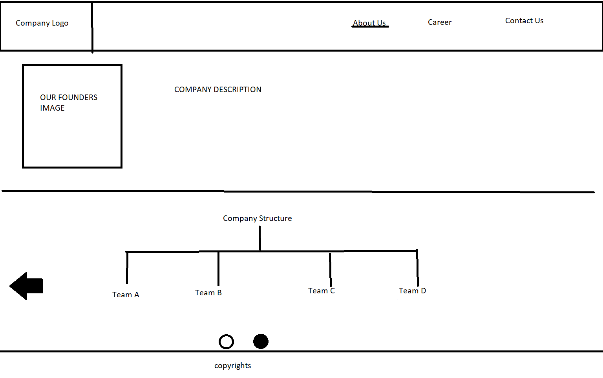 Company Logo
About Us
Career
Contact Us
OUR FOUNDERS
IMAGE
COMPANY DESCRIPTION
Company Structure
Team A
Team B
Team C
Team D
copyrights